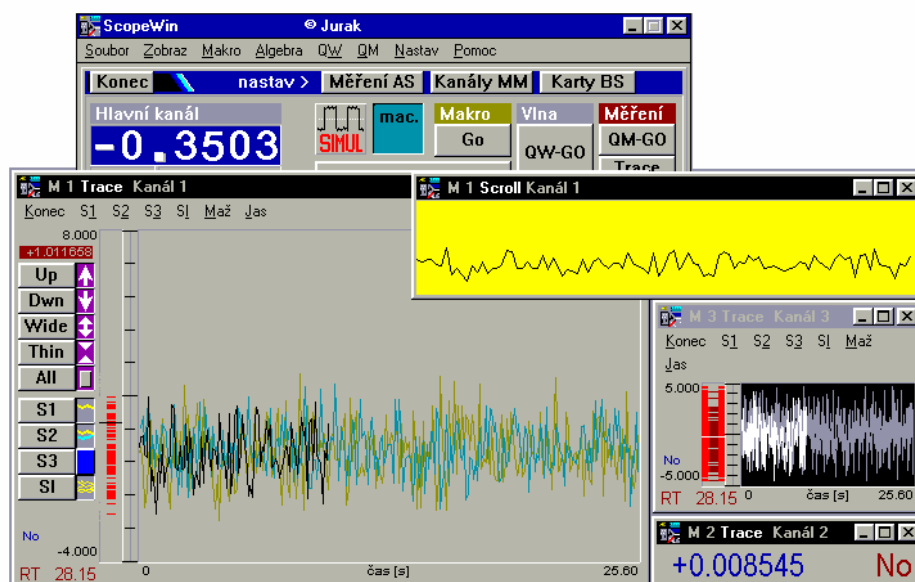 ScopeWin © Jurak
Soubor Zobraz Makro Algebra QW QM Nastav Pomoc
Konec nastav > Měření AS Kanály MM Karty BS
Hlavní kanál mac. Makro Vlna Měření
-0.3503 SIMUL Go QW-GO QM-GO
Trace
M 1 Trace Kanál 1
Konec S1 S2 S3 SI Maž Jas
8.000
+1.011658
Up
Dwn
Wide
Thin
All
S1
S2
S3
SI
No
-4.000
RT 28.15 0 čas [s] 25.60
M 1 Scroll Kanál 1
M 3 Trace Kanál 3
Konec S1 S2 S3 SI Maž
Jas
5.000
No
-5.000
RT 28.15 0 čas [s] 25.60
M 2 Trace Kanál 2
+0.008545 No